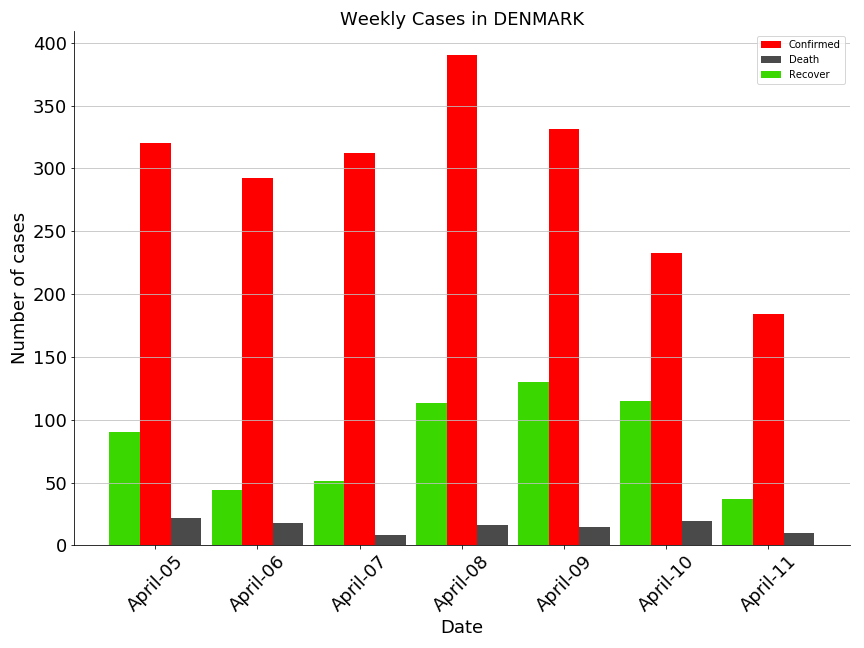 Weekly Cases in DENMARK
Confirmed
Death
Recover
400
350
300
250
200
150
100
50
0
Number of cases
April-05
April-06
April-07
April-08
April-09
April-10
April-11
Date